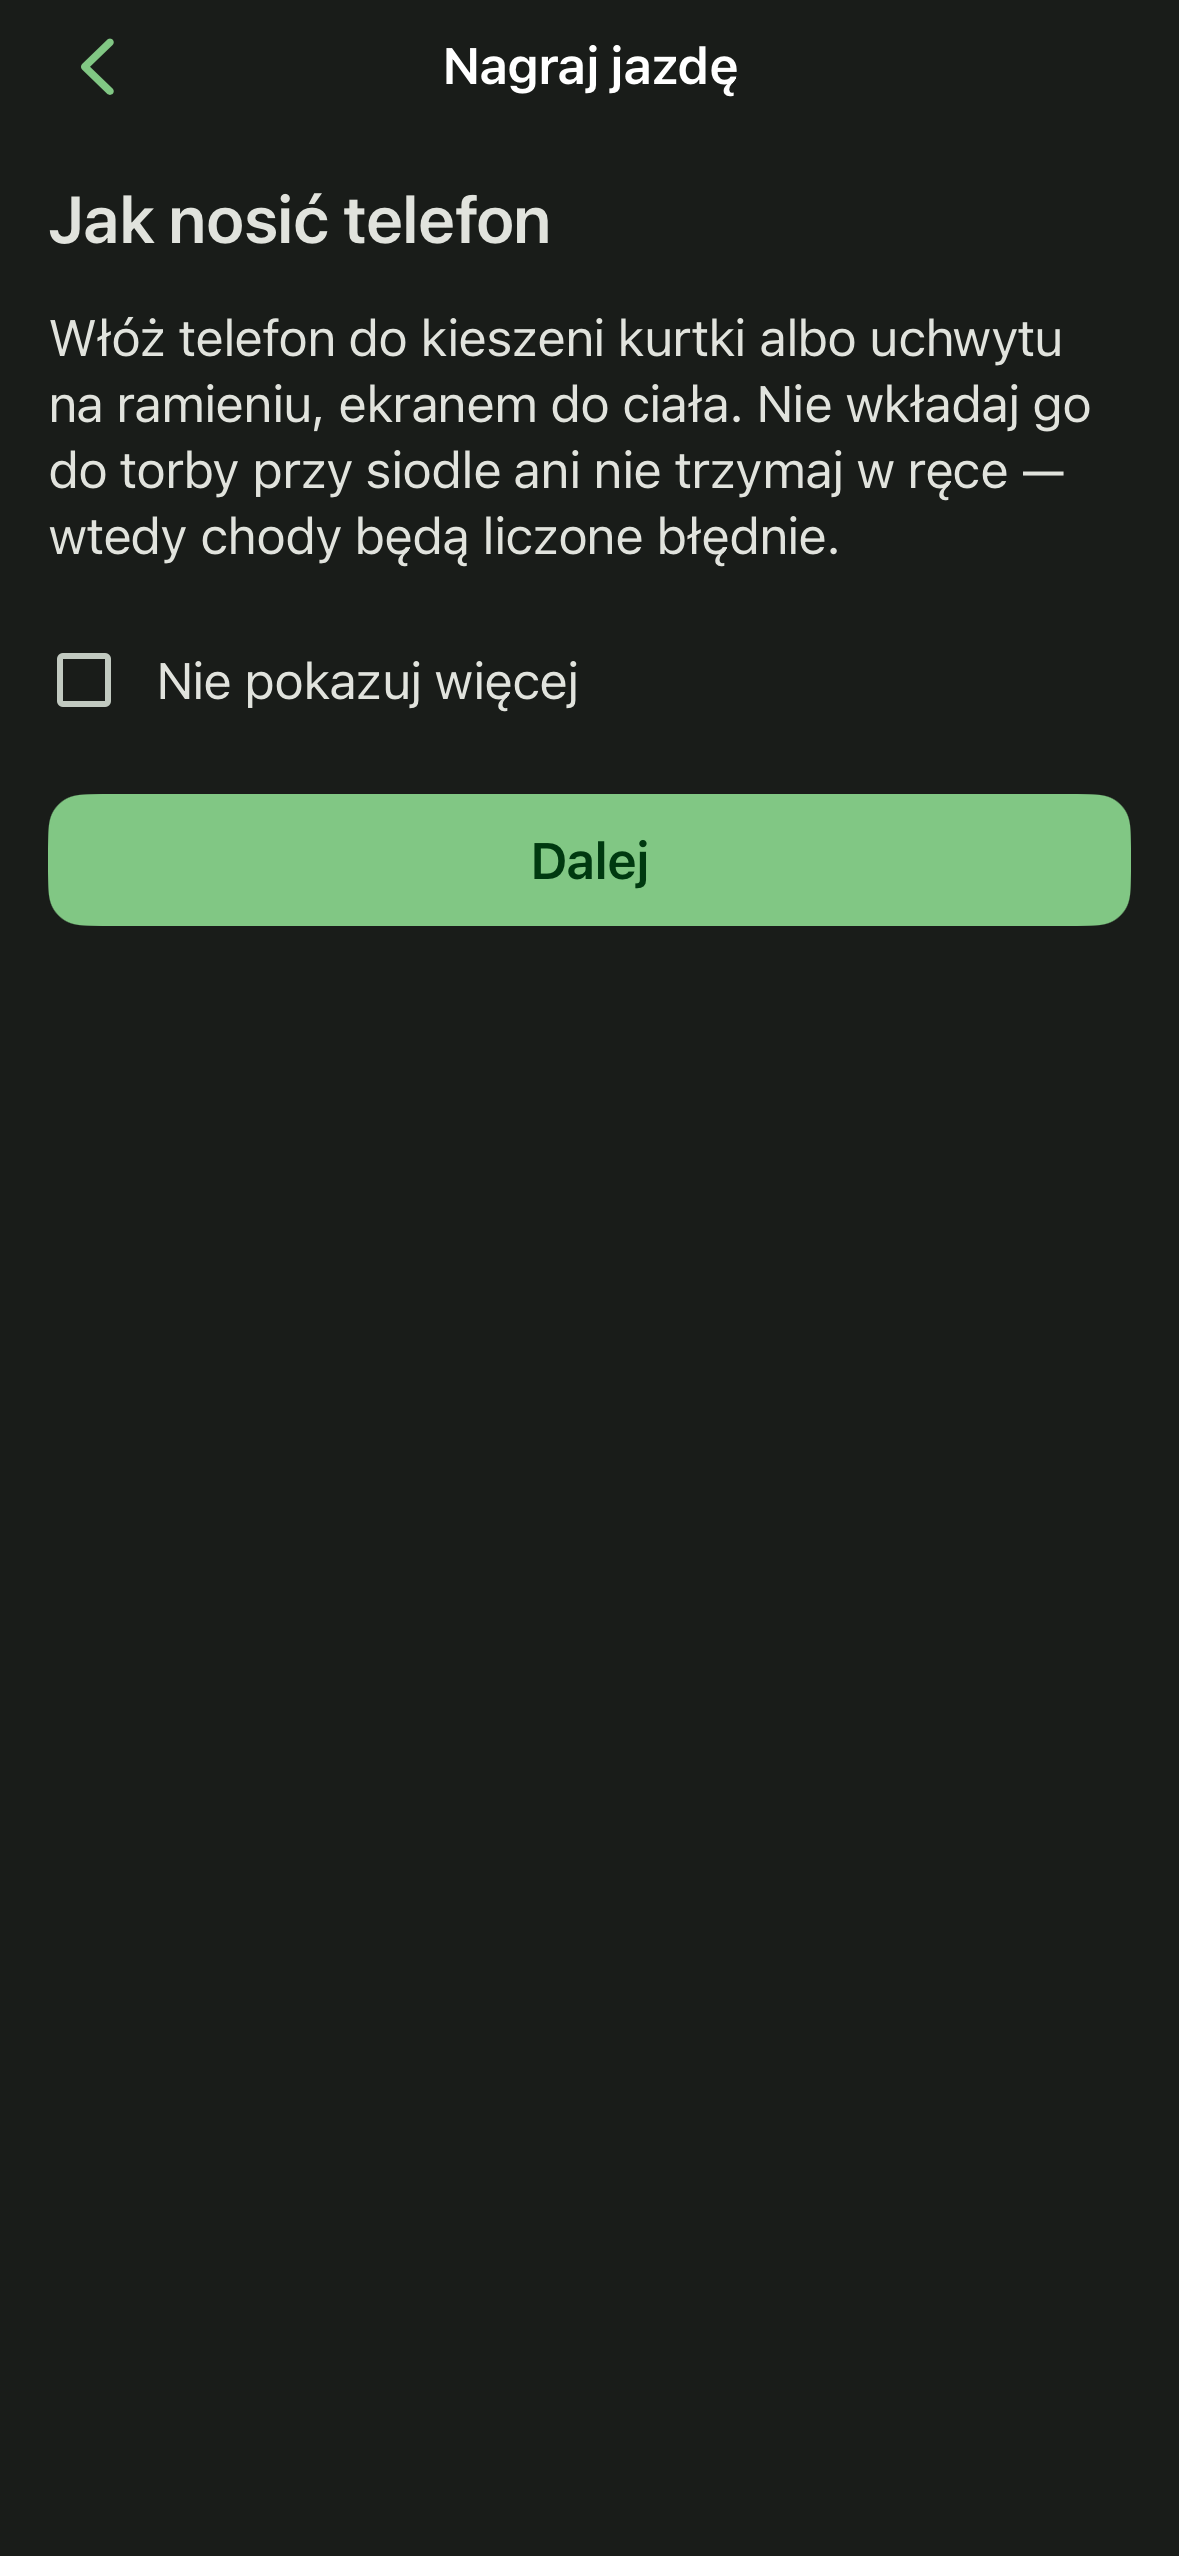 Nagraj jazdę
Jak nosić telefon
Włóż telefon do kieszeni kurtki albo uchwytu
na ramieniu, ekranem do ciała. Nie wkładaj go
do torby przy siodle ani nie trzymaj w ręce —
wtedy chody będą liczone błędnie.
Nie pokazuj więcej
Dalej